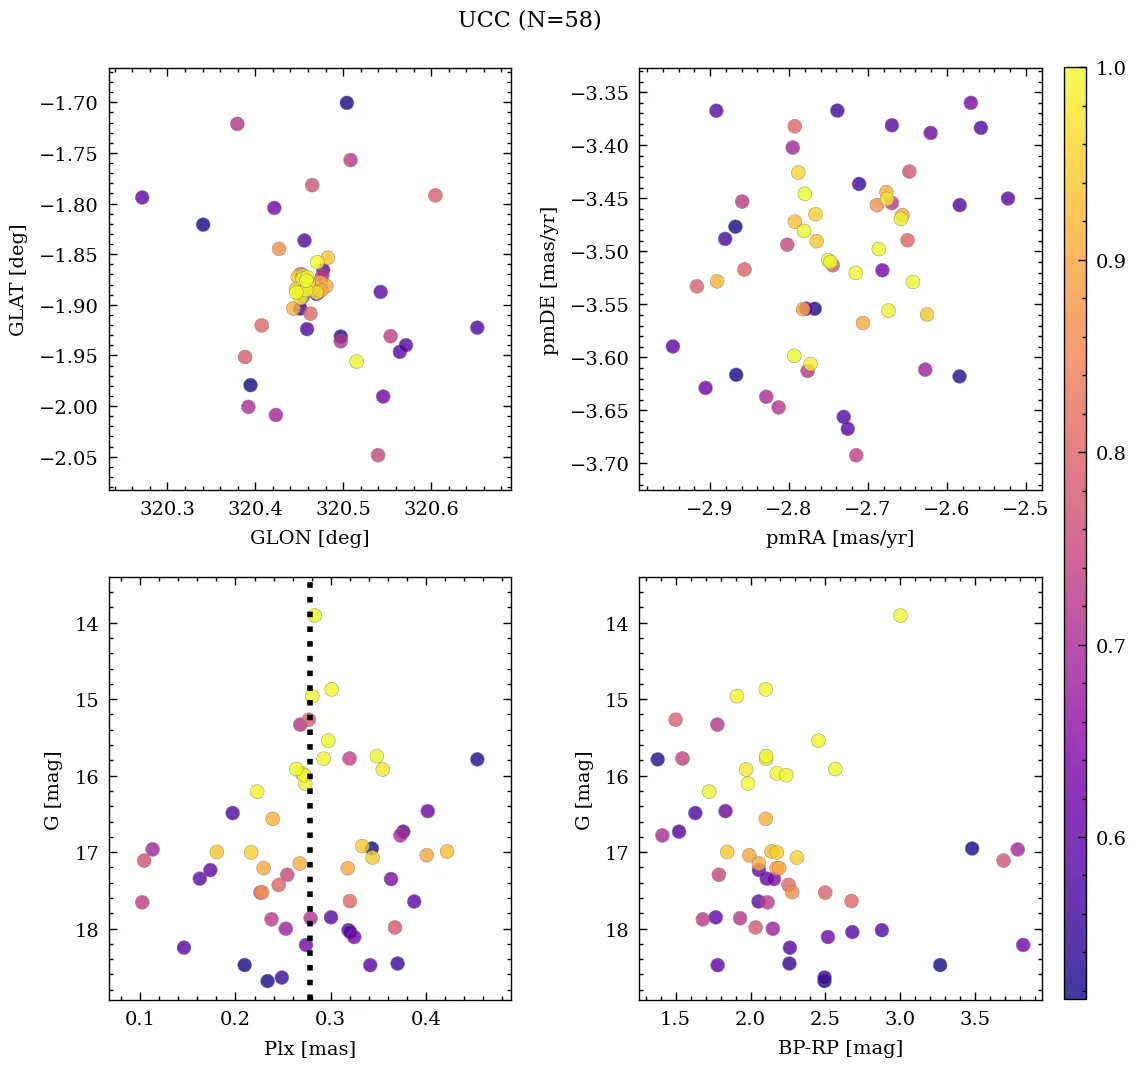 UCC (N=58)
−1.70
−1.75
−1.80
−1.85
−1.90
−1.95
−2.00
−2.05
GLAT [deg]
320.3 320.4 320.5 320.6
GLON [deg]
−3.35
−3.40
−3.45
−3.50
−3.55
−3.60
−3.65
−3.70
pmDE [mas/yr]
−2.9 −2.8 −2.7 −2.6 −2.5
pmRA [mas/yr]
14
15
16
17
18
G [mag]
0.1 0.2 0.3 0.4
Plx [mas]
14
15
16
17
18
G [mag]
1.5 2.0 2.5 3.0 3.5
BP-RP [mag]
1.0
0.9
0.8
0.7
0.6